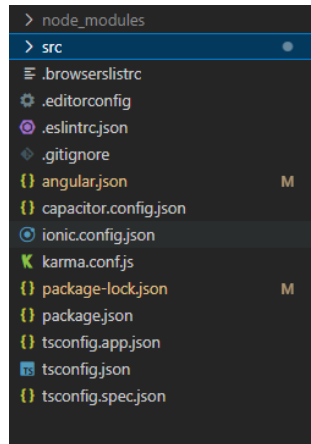 > node_modules
> src
.browserslistrc
.editorconfig
.eslintrc.json
.gitignore
{} angular.json M
{} capacitor.config.json
ionic.config.json
K karma.conf.js
{} package-lock.json M
{} package.json
{} tsconfig.app.json
TS tsconfig.json
{} tsconfig.spec.json